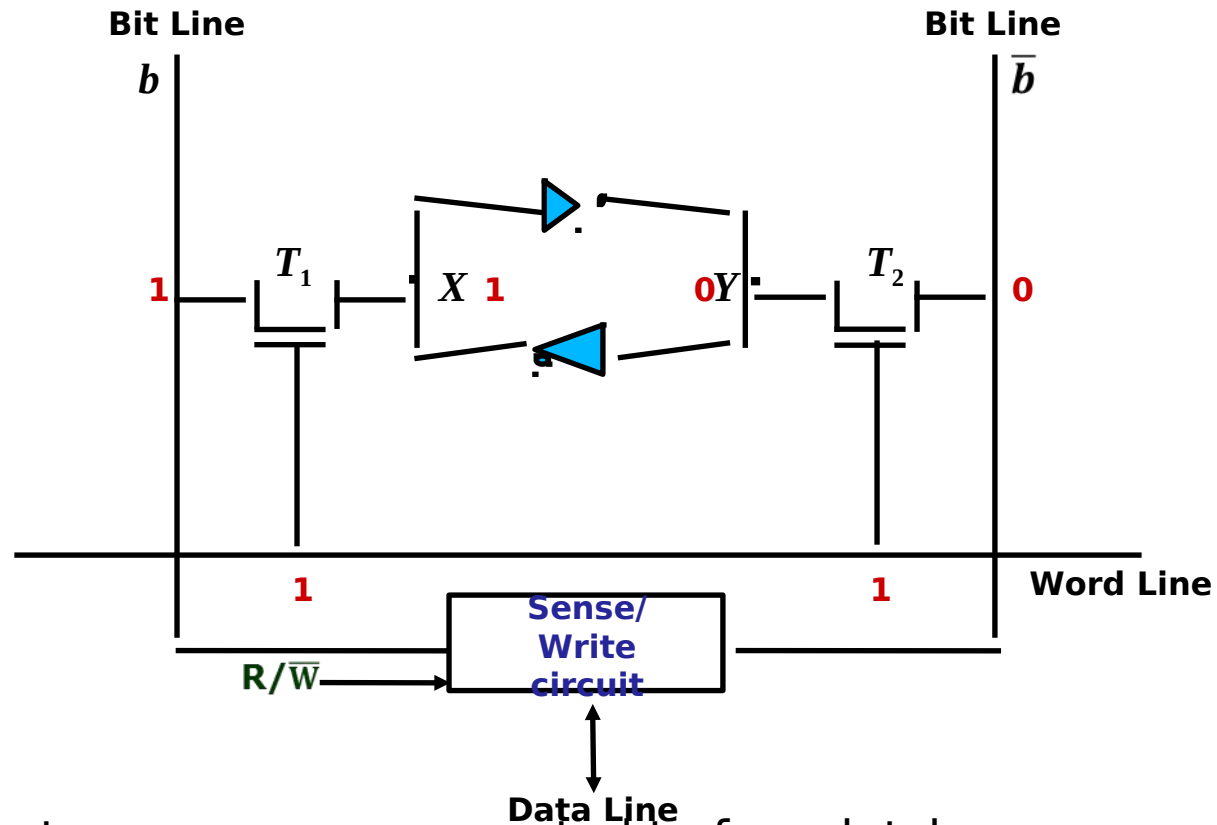 Bit Line
Bit Line
b
b̅
T1
T2
1
X
1
0
Y
0
1
1
Word Line
Sense/
Write
circuit
R/W̅
Data Line